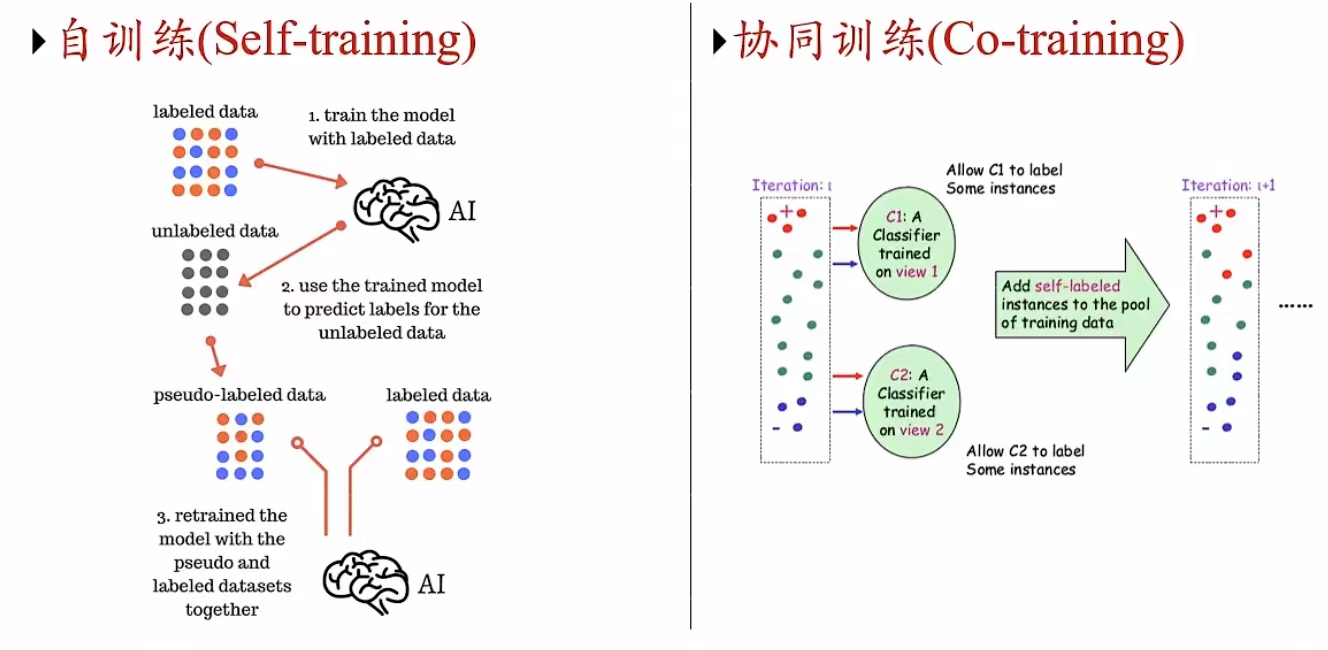 自训练(Self-training)
labeled data
1. train the model
with labeled data
AI
unlabeled data
2. use the trained model
to predict labels for the
unlabeled data
pseudo-labeled data
labeled data
3. retrained the
model with the
pseudo and
labeled datasets
together
AI
协同训练(Co-training)
Allow C1 to label
Some instances
Iteration: t
+
C1: A
Classifier
trained
on view 1
Add self-labeled
instances to the pool
of training data
C2: A
Classifier
trained
on view 2
-
Allow C2 to label
Some instances
Iteration: t+1
+
-
......